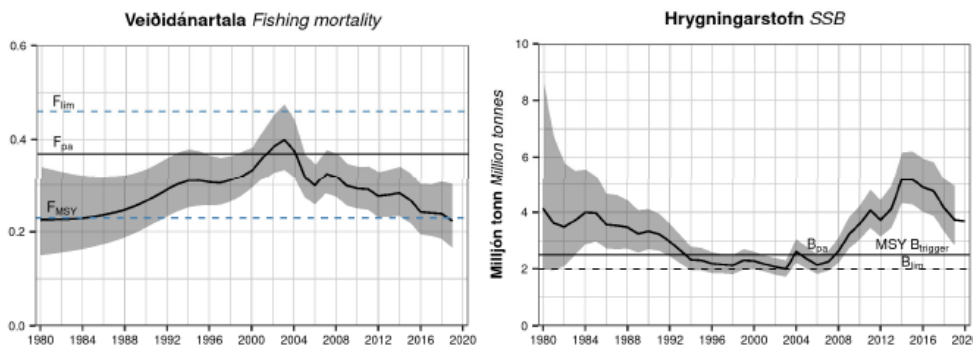 Veiðidánartala Fishing mortality
0.6
0.4
0.2
0.0
Flim
Fpa
FMSY
1980 1984 1988 1992 1996 2000 2004 2008 2012 2016 2020
Hrygningarstofn SSB
Milljón tonn Million tonnes
10
8
6
4
2
0
Bpa MSY Btrigger
Blim
1980 1984 1988 1992 1996 2000 2004 2008 2012 2016 202